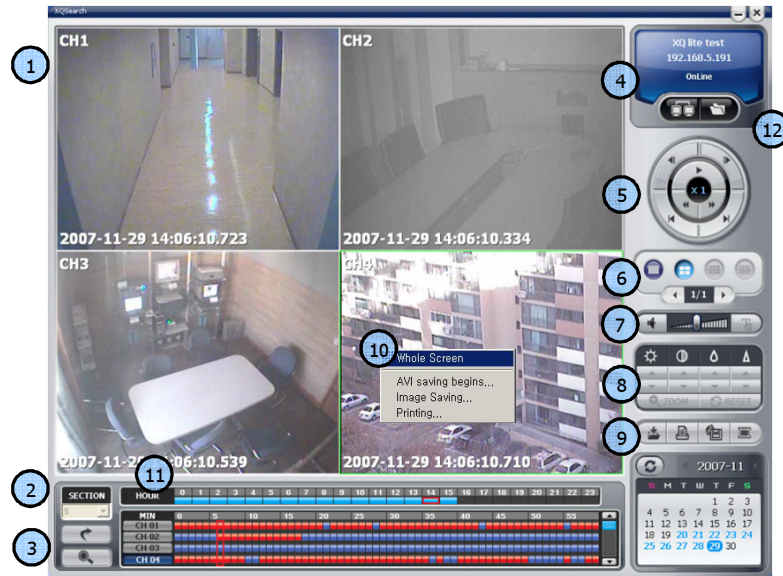 XQSearch
1
CH1
2007-11-29 14:06:10.723
CH2
2007-11-29 14:06:10.334
CH3
2007-11-29 14:06:10.539
CH4
2007-11-29 14:06:10.710
10
Whole Screen
AVI saving begins...
Image Saving...
Printing...
4
XQ lite test
192.168.5.191
OnLine
12
5
x 1
6
1/1
7
8
ZOOM
RESET
9
2007-11
S M T W T F S
1 2 3
4 5 6 7 8 9 10
11 12 13 14 15 16 17
18 19 20 21 22 23 24
25 26 27 28 29 30
2
SECTION
5
3
11
HOUR
0 1 2 3 4 5 6 7 8 9 10 11 12 13 14 15 16 17 18 19 20 21 22 23
MIN
0 5 10 15 20 25 30 35 40 45 50 55
CH 01
CH 02
CH 03
CH 04